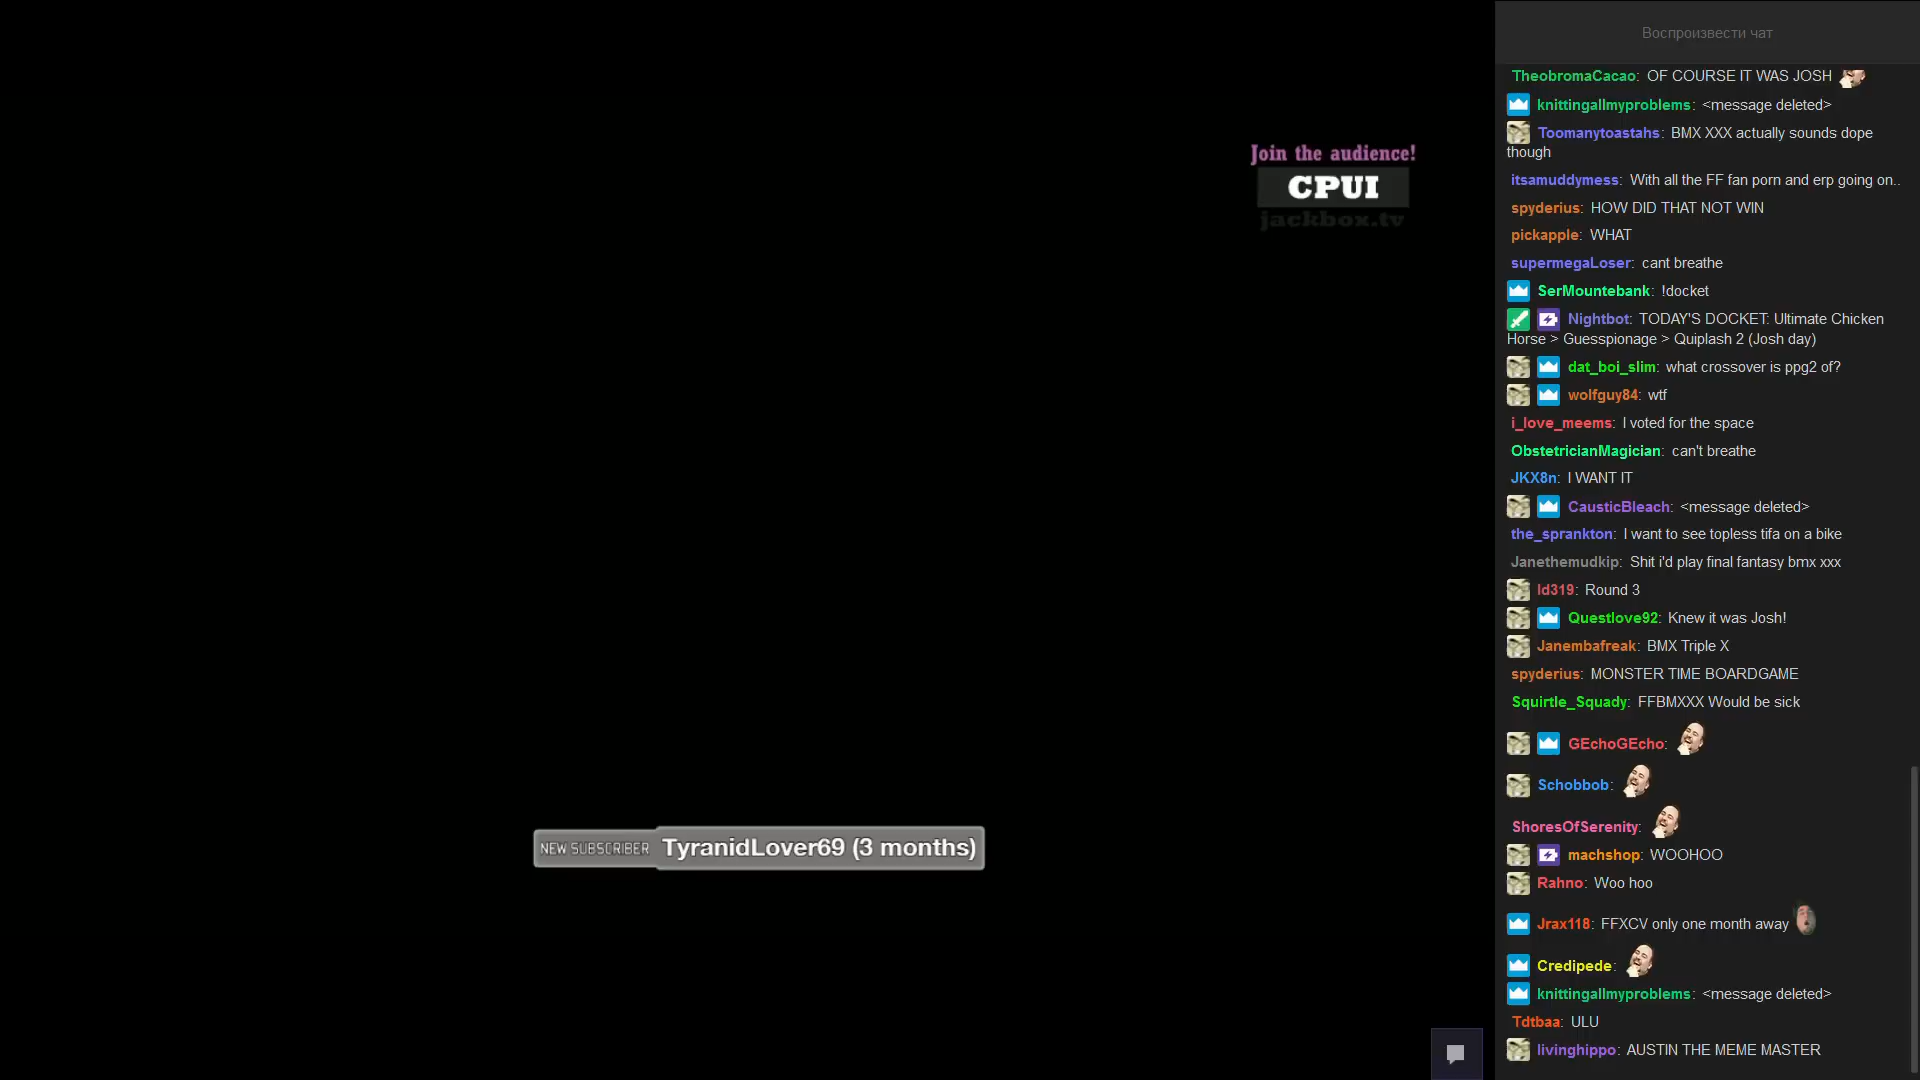 Join the audience!
CPUI
jackbox.tv
NEW SUBSCRIBER TyranidLover69 (3 months)
Воспроизвести чат
TheobromaCacao: OF COURSE IT WAS JOSH
knittingallmyproblems: <message deleted>
Toomanytoastahs: BMX XXX actually sounds dope
though
itsamuddymess: With all the FF fan porn and erp going on..
spyderius: HOW DID THAT NOT WIN
pickapple: WHAT
supermegaLoser: cant breathe
SerMountebank: !docket
Nightbot: TODAY'S DOCKET: Ultimate Chicken
Horse > Guesspionage > Quiplash 2 (Josh day)
dat_boi_slim: what crossover is ppg2 of?
wolfguy84: wtf
i_love_meems: I voted for the space
ObstetricianMagician: can't breathe
JKX8n: I WANT IT
CausticBleach: <message deleted>
the_sprankton: I want to see topless tifa on a bike
Janethemudkip: Shit i'd play final fantasy bmx xxx
ld319: Round 3
Questlove92: Knew it was Josh!
Janembafreak: BMX Triple X
spyderius: MONSTER TIME BOARDGAME
Squirtle_Squady: FFBMXXX Would be sick
GEchoGEcho:
Schobbob:
ShoresOfSerenity:
machshop: WOOHOO
Rahno: Woo hoo
Jrax118: FFXCV only one month away
Credipede:
knittingallmyproblems: <message deleted>
Tdtbaa: ULU
livinghippo: AUSTIN THE MEME MASTER